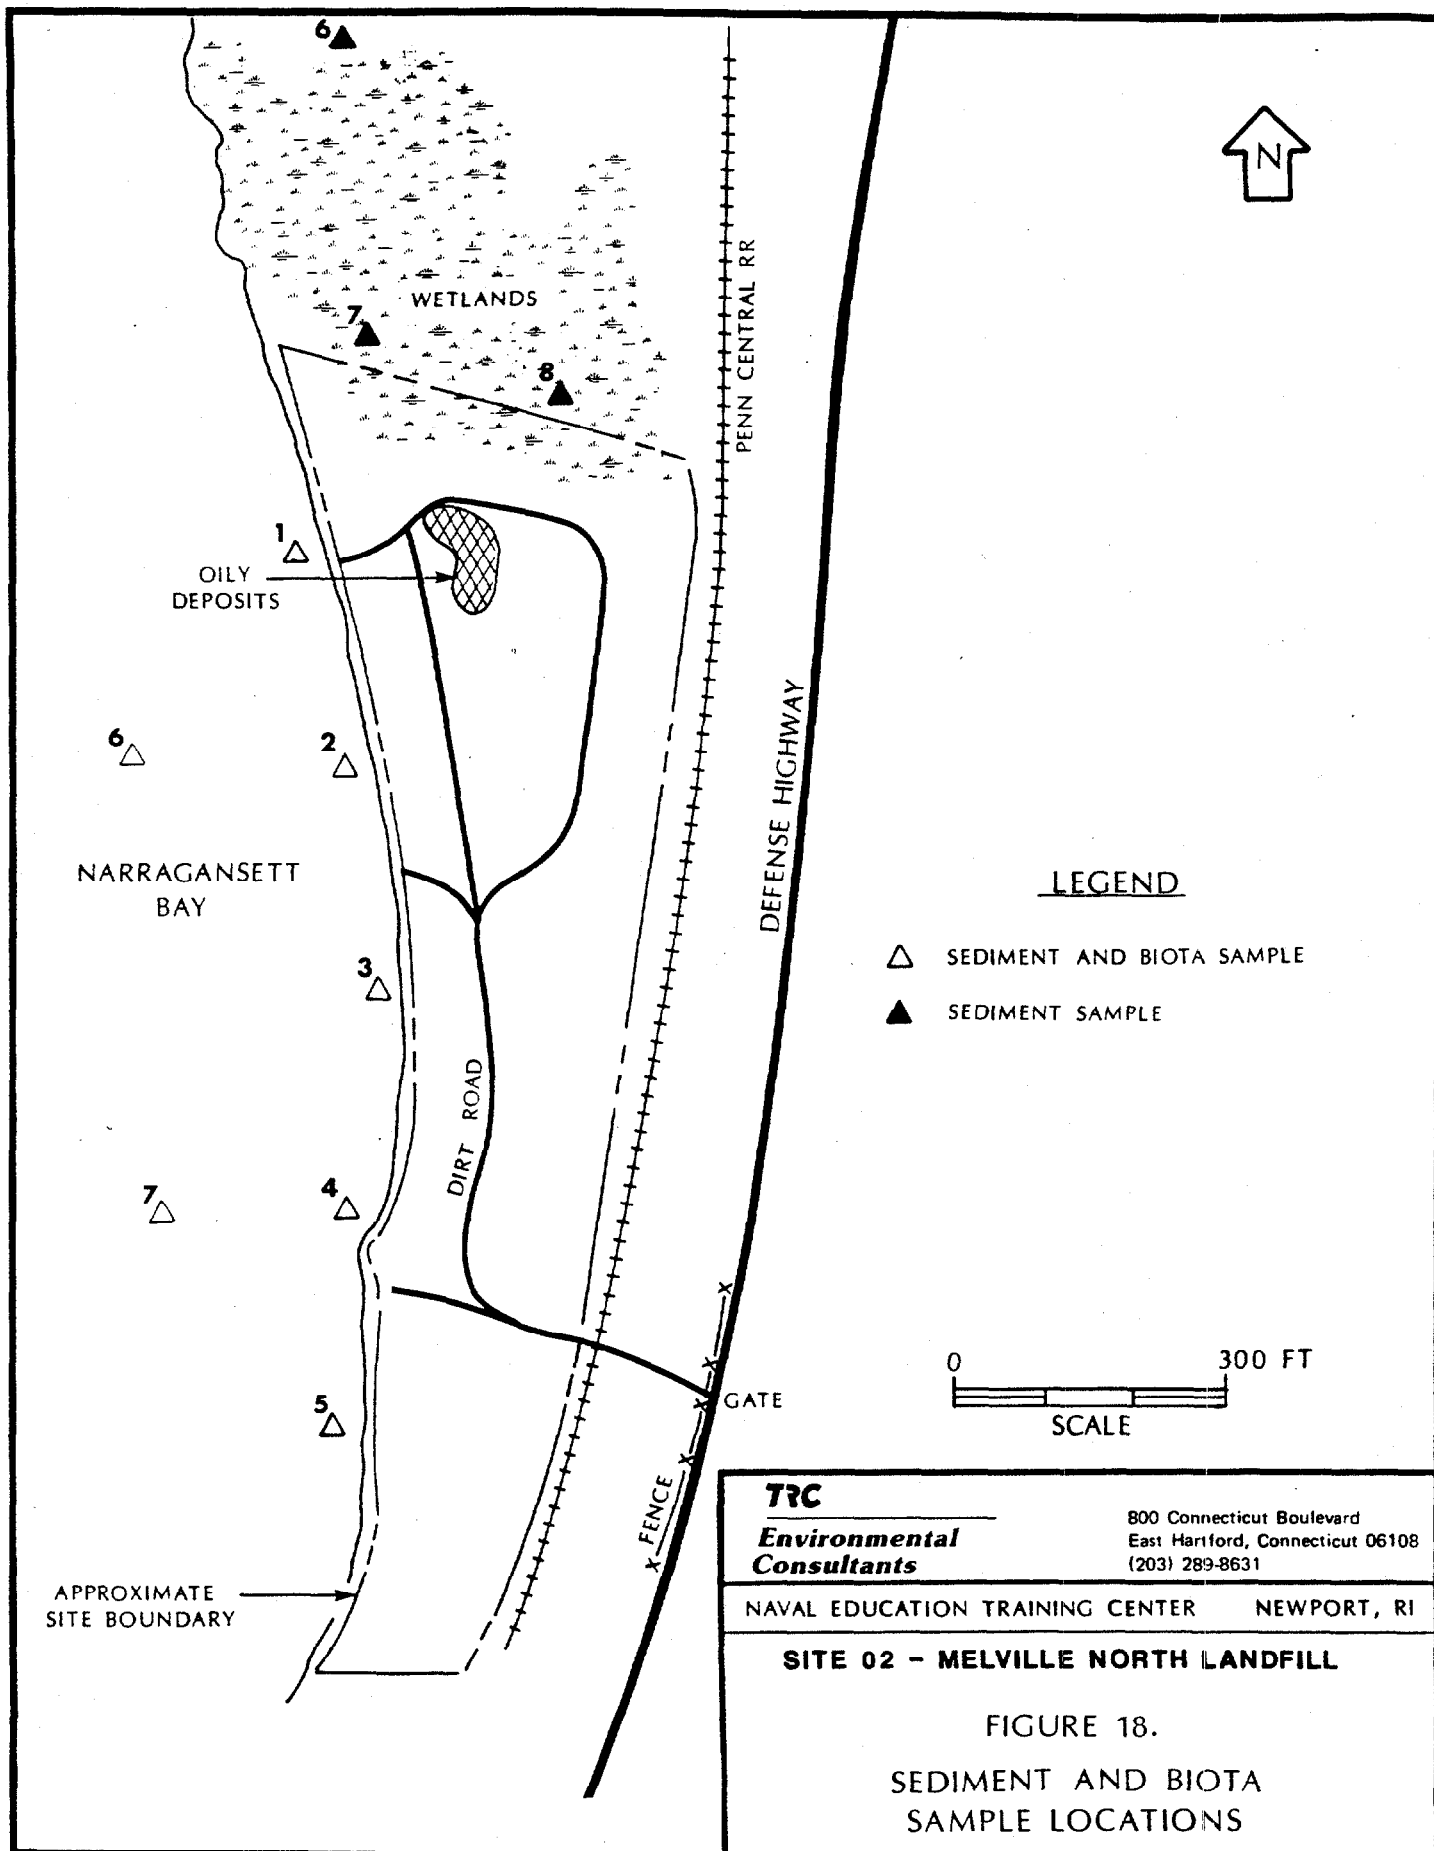 6
N
WETLANDS
7
8
PENN CENTRAL RR
1
OILY
DEPOSITS
6
2
DEFENSE HIGHWAY
NARRAGANSETT
BAY
LEGEND
3
SEDIMENT AND BIOTA SAMPLE
SEDIMENT SAMPLE
DIRT ROAD
7
4
0 300 FT
SCALE
GATE
5
FENCE
APPROXIMATE
SITE BOUNDARY
TRC
Environmental
Consultants
800 Connecticut Boulevard
East Hartford, Connecticut 06108
(203) 289-8631
NAVAL EDUCATION TRAINING CENTER NEWPORT, RI
SITE 02 - MELVILLE NORTH LANDFILL
FIGURE 18.
SEDIMENT AND BIOTA
SAMPLE LOCATIONS